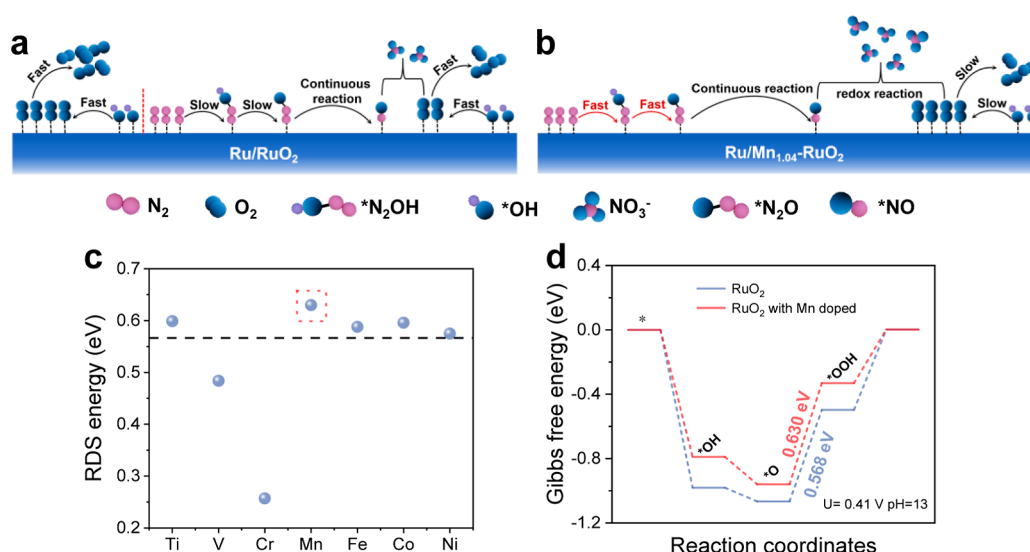 a
Fast
Fast
Slow
Slow
Continuous
reaction
Fast
Fast
Ru/RuO₂
b
Fast
Fast
Continuous reaction
redox reaction
Slow
Slow
Ru/Mn₁.₀₄-RuO₂
N₂
O₂
*N₂OH
*OH
NO₃⁻
*N₂O
*NO
c
RDS energy (eV)
0.7
0.6
0.5
0.4
0.3
0.2
Ti V Cr Mn Fe Co Ni
d
Gibbs free energy (eV)
0.4
0.0
-0.4
-0.8
-1.2
RuO₂
RuO₂ with Mn doped
*
*OH
*O
*OOH
0.630 eV
0.568 eV
U= 0.41 V pH=13
Reaction coordinates